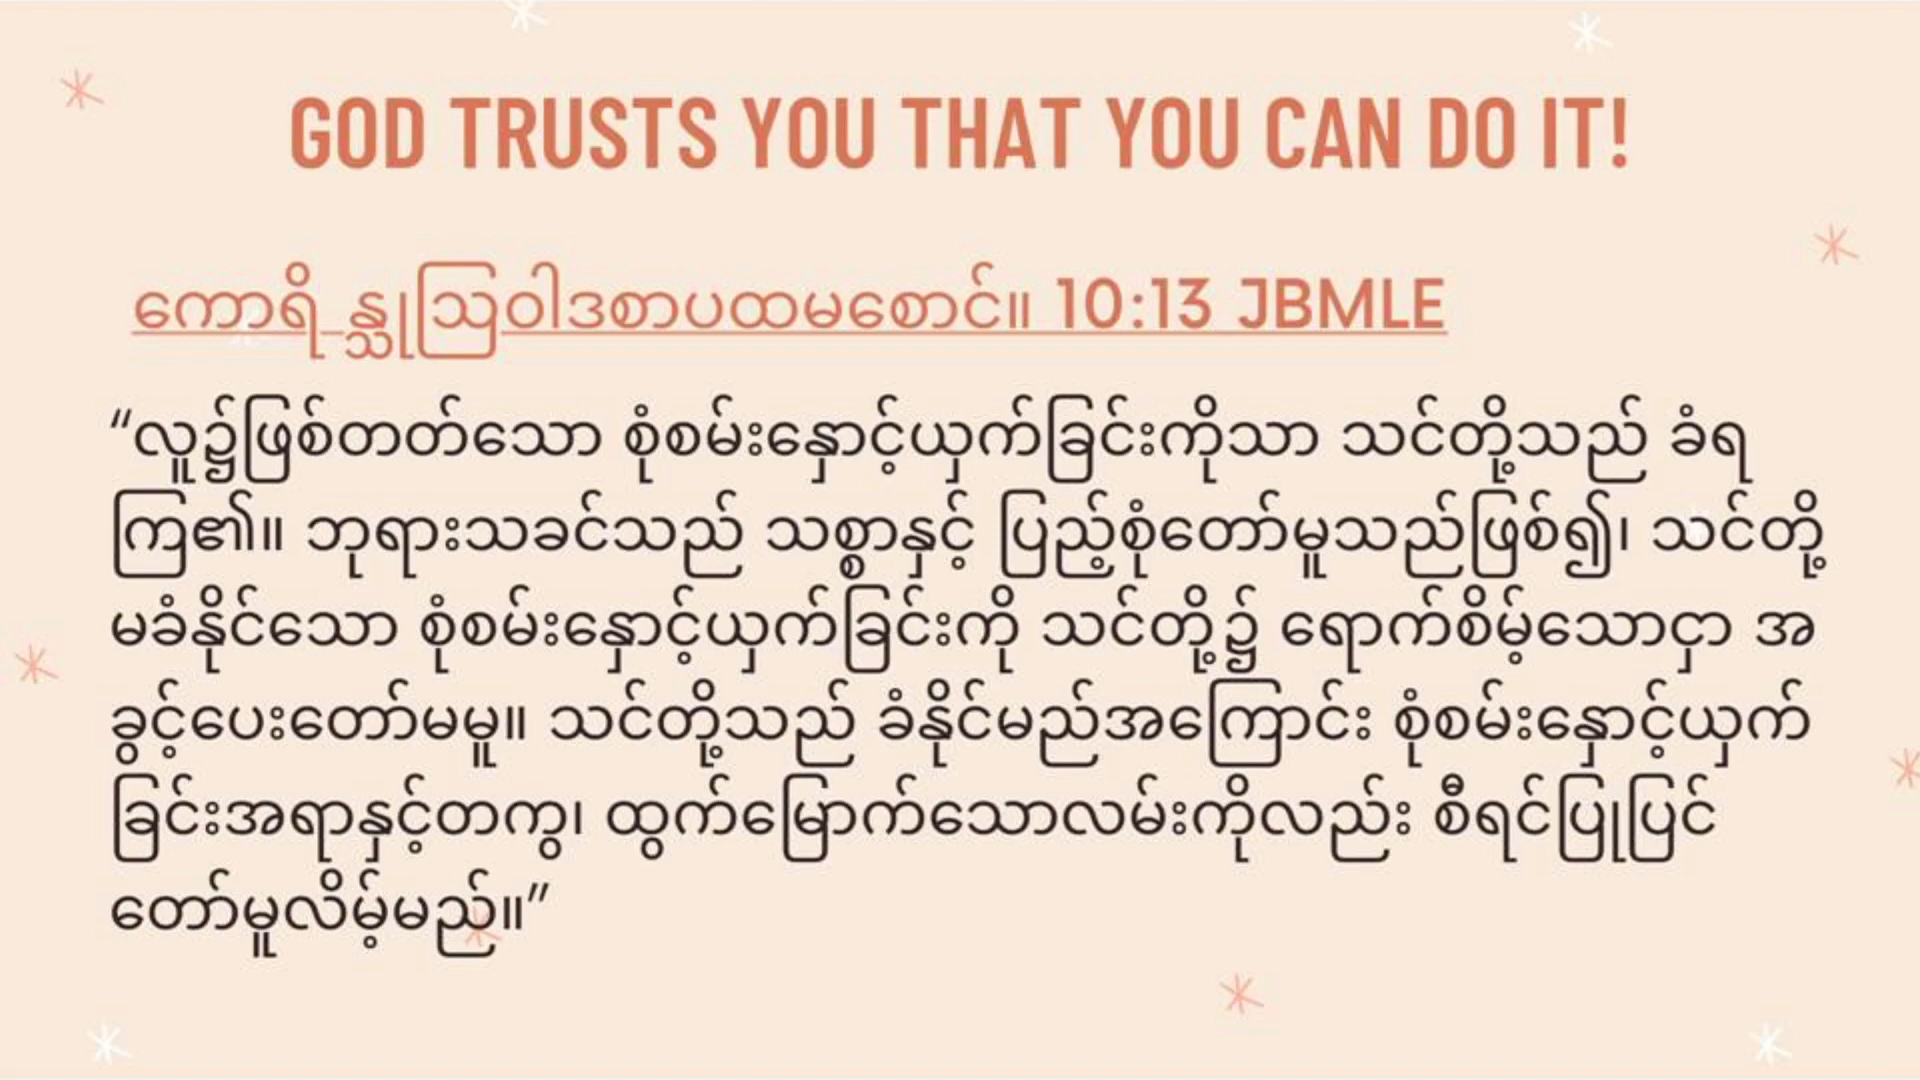 GOD TRUSTS YOU THAT YOU CAN DO IT!
ကောရိ န္သုဩဝါဒစာပထမစောင်။ 10:13 JBMLE
“လူ၌ဖြစ်တတ်သော စုံစမ်းနှောင့်ယှက်ခြင်းကိုသာ သင်တို့သည် ခံရ
ကြ၏။ ဘုရားသခင်သည် သစ္စာနှင့် ပြည့်စုံတော်မူသည်ဖြစ်၍၊ သင်တို့
မခံနိုင်သော စုံစမ်းနှောင့်ယှက်ခြင်းကို သင်တို့၌ ရောက်စိမ့်သောငှာ အ
ခွင့်ပေးတော်မမူ။ သင်တို့သည် ခံနိုင်မည်အကြောင်း စုံစမ်းနှောင့်ယှက်
ခြင်းအရာနှင့်တကွ၊ ထွက်မြောက်သောလမ်းကိုလည်း စီရင်ပြုပြင်
တော်မူလိမ့်မည်။”